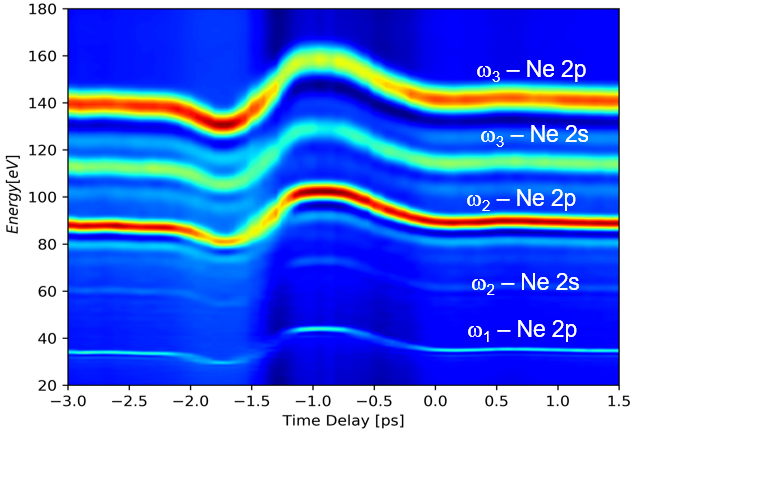 180
160
140
120
100
80
60
40
20
Energy[eV]
ω₃ – Ne 2p
ω₃ – Ne 2s
ω₂ – Ne 2p
ω₂ – Ne 2s
ω₁ – Ne 2p
−3.0 −2.5 −2.0 −1.5 −1.0 −0.5 0.0 0.5 1.0 1.5
Time Delay [ps]